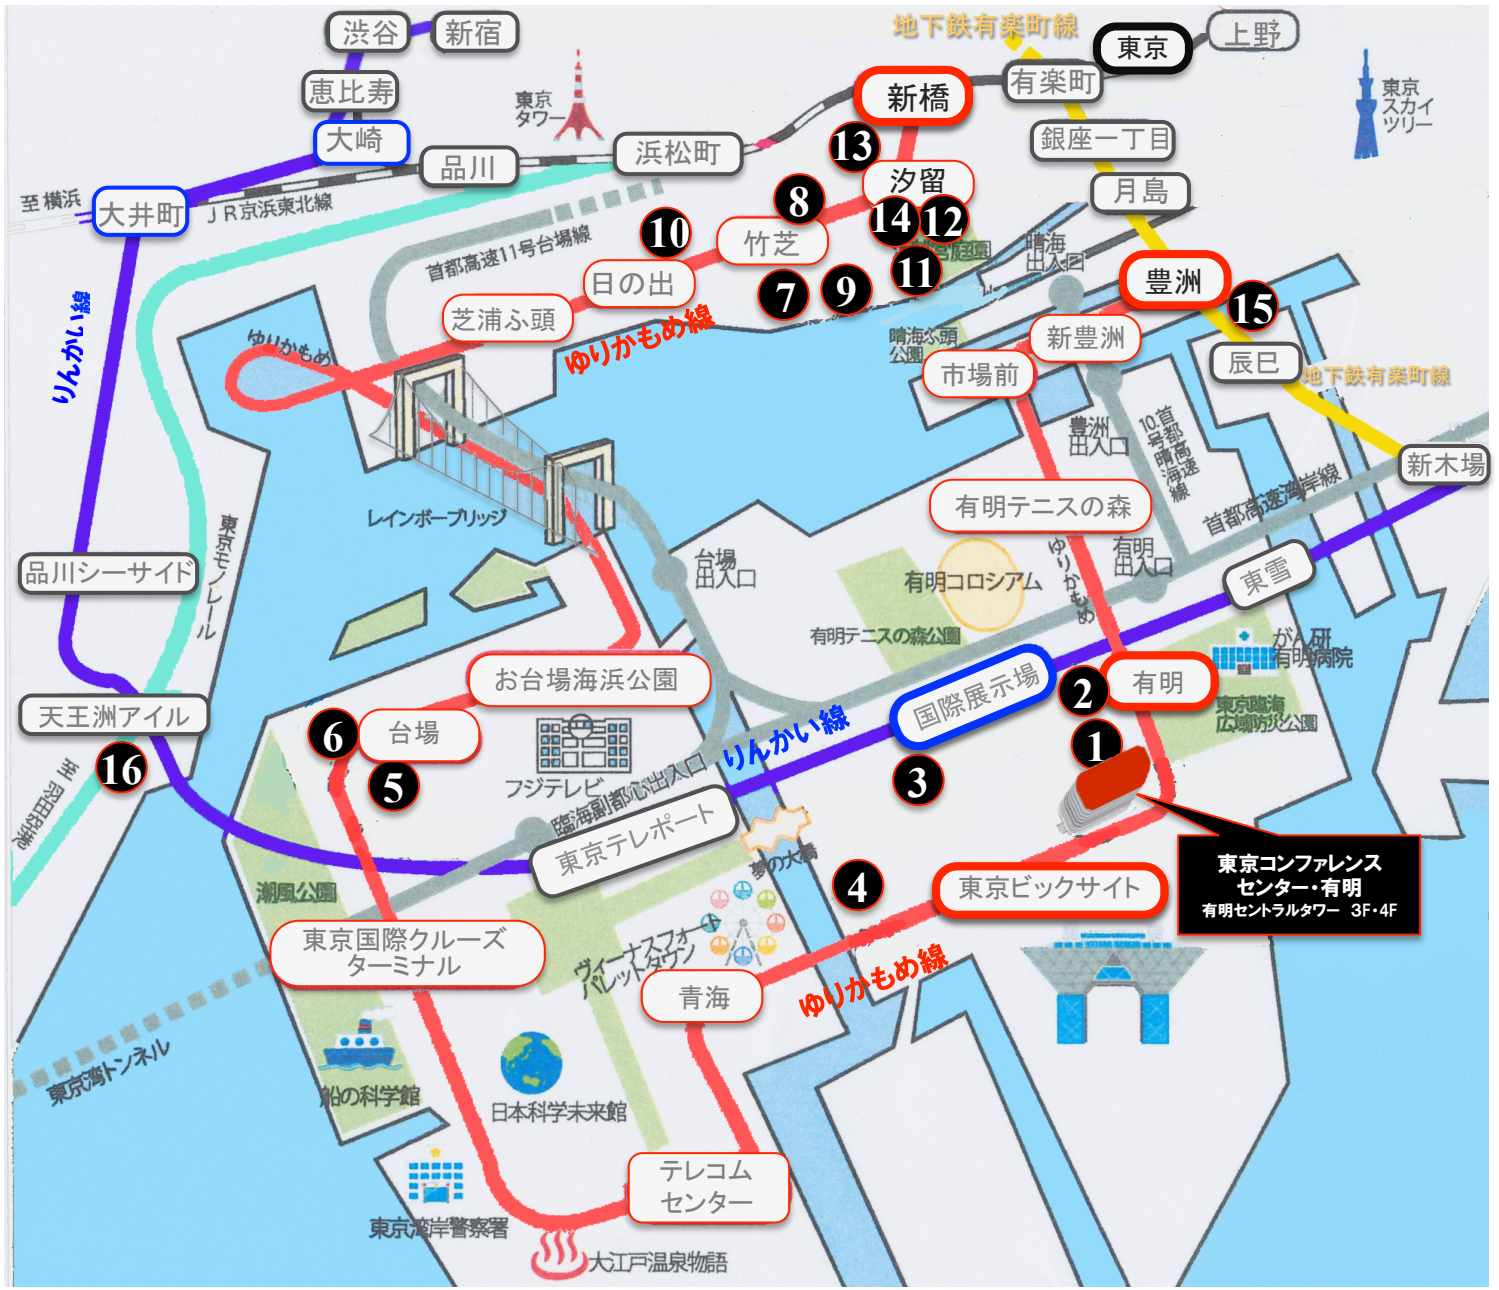 渋谷
新宿
地下鉄有楽町線
東京
上野
恵比寿
新橋
有楽町
東京
タワー
東京
スカイ
ツリー
大崎
品川
浜松町
13
銀座一丁目
汐留
月島
至 横浜
大井町
JR京浜東北線
8
14
12
竹芝
10
首都高速11号台場線
晴海
出入口
11
日の出
7
9
豊洲
15
芝浦ふ頭
ゆりかもめ線
ゆりかもめ
晴海ふ頭
公園
新豊洲
りんかい線
市場前
辰巳
地下鉄有楽町線
豊洲
出入口
10.首都高速
号晴海線
新木場
有明テニスの森
首都高速湾岸線
レインボーブリッジ
東京モノレール
品川シーサイド
台場
出入口
有明コロシアム
ゆりかもめ
有明
出入口
東雪
有明テニスの森公園
がん研
有明病院
お台場海浜公園
国際展示場
2
有明
天王洲アイル
東京臨海
広域防災公園
6
台場
りんかい線
1
16
5
フジテレビ
3
臨海副都心出入口
東京テレポート
夢の大橋
東京コンファレンス
センター・有明
有明セントラルタワー 3F・4F
潮風公園
4
東京ビックサイト
東京国際クルーズ
ターミナル
ヴィーナスフォート
パレットタウン
青海
ゆりかもめ線
東京湾トンネル
船の科学館
日本科学未来館
テレコム
センター
東京湾岸警察署
大江戸温泉物語